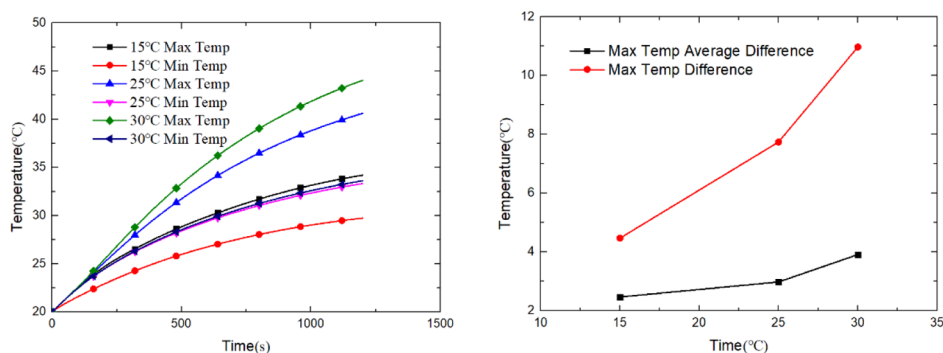 50
45
40
35
30
25
20
Temperature(℃)
15℃ Max Temp
15℃ Min Temp
25℃ Max Temp
25℃ Min Temp
30℃ Max Temp
30℃ Min Temp
0
500
1000
1500
Time(s)
12
10
8
6
4
2
Temperature(℃)
Max Temp Average Difference
Max Temp Difference
10
15
20
25
30
35
Time(℃)